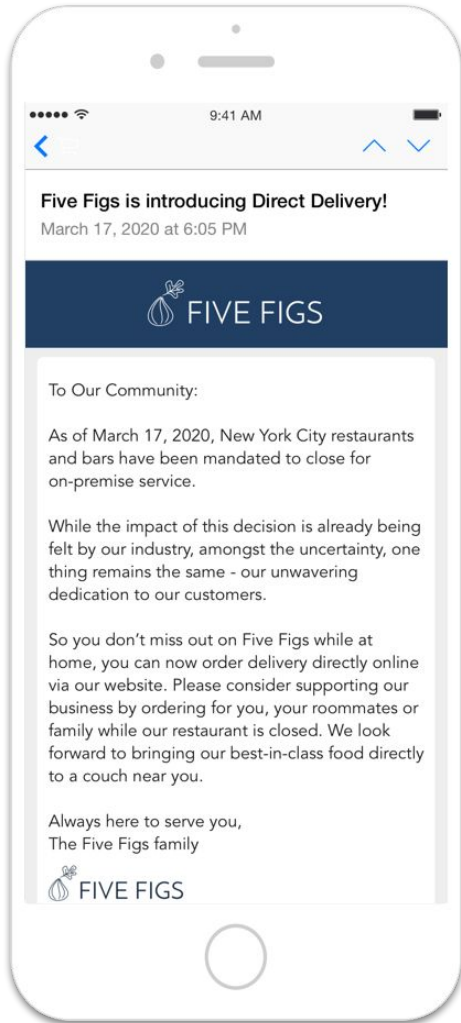 9:41 AM
Five Figs is introducing Direct Delivery!
March 17, 2020 at 6:05 PM
FIVE FIGS
To Our Community:
As of March 17, 2020, New York City restaurants
and bars have been mandated to close for
on-premise service.
While the impact of this decision is already being
felt by our industry, amongst the uncertainty, one
thing remains the same - our unwavering
dedication to our customers.
So you don’t miss out on Five Figs while at
home, you can now order delivery directly online
via our website. Please consider supporting our
business by ordering for you, your roommates or
family while our restaurant is closed. We look
forward to bringing our best-in-class food directly
to a couch near you.
Always here to serve you,
The Five Figs family
FIVE FIGS